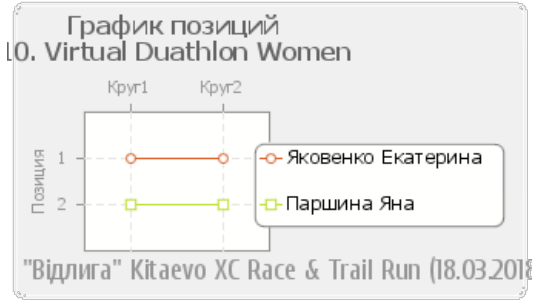 График позиций
10. Virtual Duathlon Women
Круг1 Круг2
Позиция
1
2
Яковенко Екатерина
Паршина Яна
"Відлига" Kitaevo XC Race & Trail Run (18.03.2018